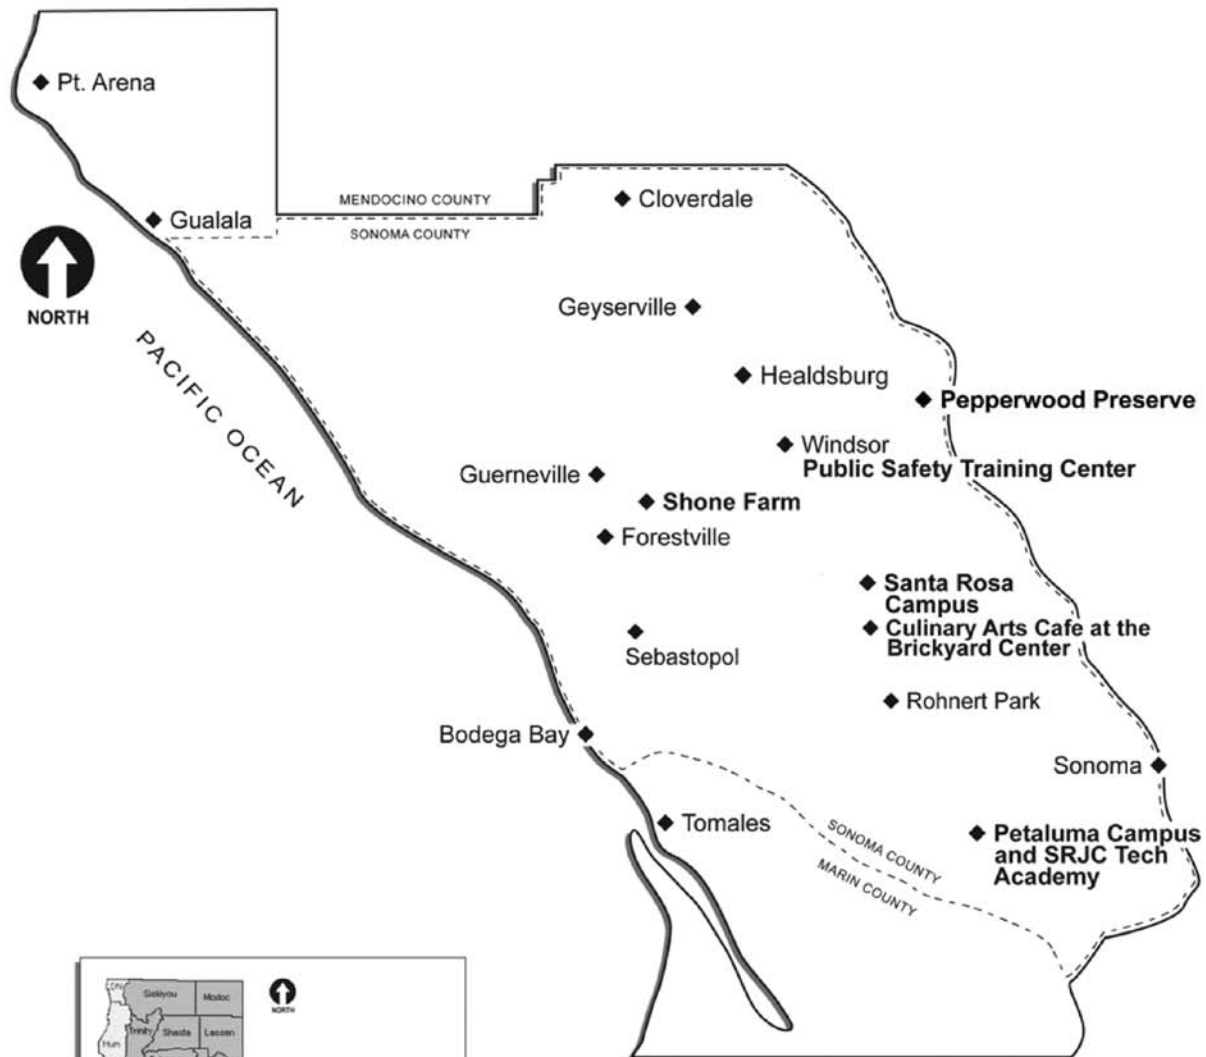 Pt. Arena
MENDOCINO COUNTY
Cloverdale
Gualala
SONOMA COUNTY
NORTH
Geyserville
PACIFIC OCEAN
Healdsburg
Pepperwood Preserve
Windsor
Public Safety Training Center
Guerneville
Shone Farm
Forestville
Santa Rosa
Campus
Culinary Arts Cafe at the
Brickyard Center
Sebastopol
Rohnert Park
Bodega Bay
Sonoma
Tomales
SONOMA COUNTY
MARIN COUNTY
Petaluma Campus
and SRJC Tech
Academy
DN
Siskiyou
Modoc
NORTH
Hum
Trinity
Shasta
Lassen